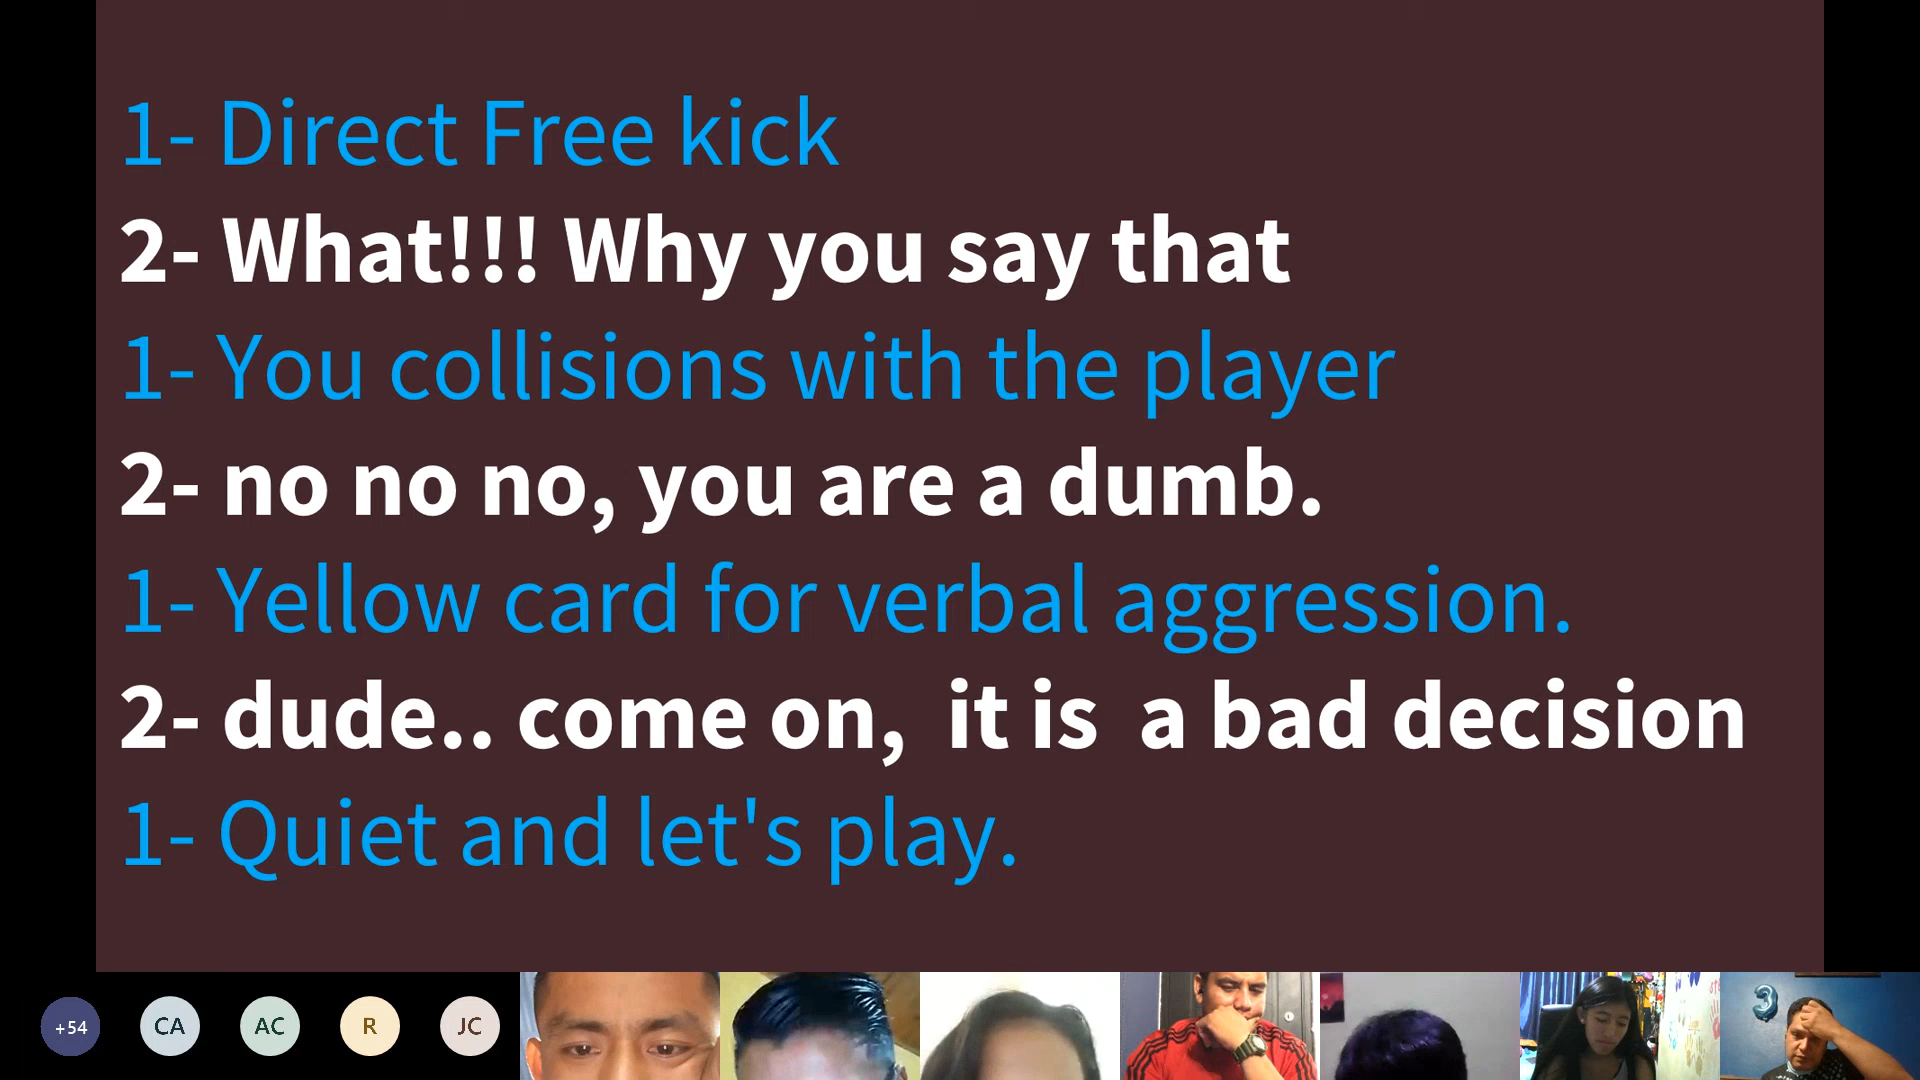 1- Direct Free kick
2- What!!! Why you say that
1- You collisions with the player
2- no no no, you are a dumb.
1- Yellow card for verbal aggression.
2- dude.. come on,  it is  a bad decision
1- Quiet and let's play.
+54 CA AC R JC
3